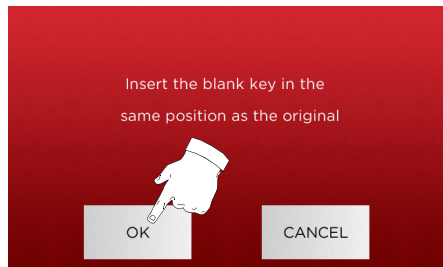 Insert the blank key in the
same position as the original
OK
CANCEL